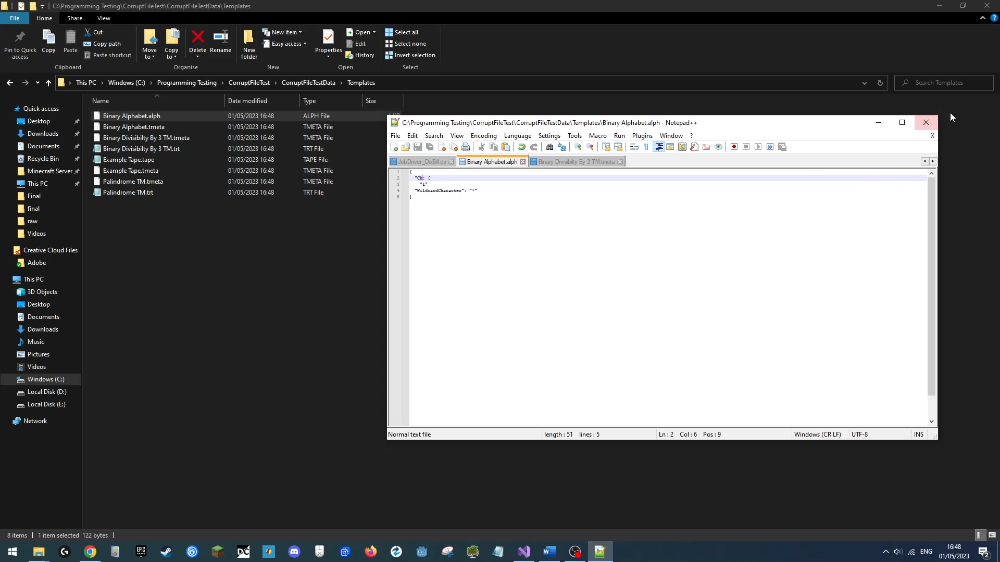 C:\Programming Testing\CorruptFileTest\CorruptFileTestData\Templates
File Home Share View
Pin to Quick access
Copy
Paste
Cut
Copy path
Paste shortcut
Clipboard
Move to
Copy to
Delete
Rename
Organise
New folder
New item
Easy access
New
Properties
Open
Edit
History
Open
Select all
Select none
Invert selection
Select
This PC > Windows (C:) > Programming Testing > CorruptFileTest > CorruptFileTestData > Templates
Search Templates
Name Date modified Type Size
Binary Alphabet.alph 01/05/2023 16:48 ALPH File
Binary Alphabet.tmeta 01/05/2023 16:48 TMETA File
Binary Divisibilty By 3 TM.tmeta 01/05/2023 16:48 TMETA File
Binary Divisibilty By 3 TM.trt 01/05/2023 16:48 TRT File
Example Tape.tape 01/05/2023 16:48 TAPE File
Example Tape.tmeta 01/05/2023 16:48 TMETA File
Palindrome TM.tmeta 01/05/2023 16:48 TMETA File
Palindrome TM.trt 01/05/2023 16:48 TRT File
Quick access
Desktop
Downloads
Documents
Recycle Bin
Minecraft Server
This PC
Final
final
raw
Videos
Creative Cloud Files
Adobe
This PC
3D Objects
Desktop
Documents
Downloads
Music
Pictures
Videos
Windows (C:)
Local Disk (D:)
Local Disk (E:)
Network
C:\Programming Testing\CorruptFileTest\CorruptFileTestData\Templates\Binary Alphabet.alph - Notepad++
File Edit Search View Encoding Language Settings Tools Macro Run Plugins Window ? X
JobDriver_DoBill.cs Binary Alphabet.alph Binary Divisibilty By 3 TM.tmeta
1 {
2 "Ch: [
3 "1"
4 "WildcardCharacter": "*"
5 }
Normal text file length : 51 lines : 5 Ln : 2 Col : 6 Pos : 9 Windows (CR LF) UTF-8 INS
8 items 1 item selected 122 bytes
EPIC GAMES
DC
ENG
16:48
01/05/2023
2